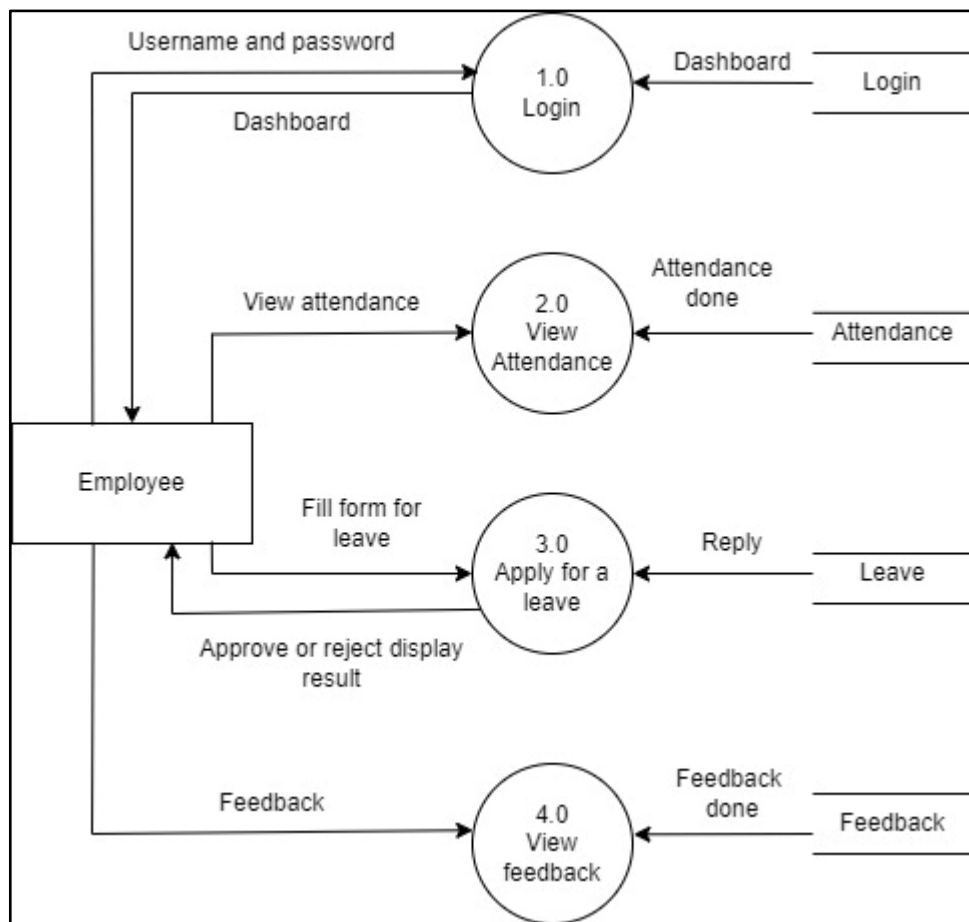 Username and password
Dashboard
1.0
Login
Dashboard
Login
View attendance
2.0
View
Attendance
Attendance
done
Attendance
Employee
Fill form for
leave
3.0
Apply for a
leave
Reply
Leave
Approve or reject display
result
Feedback
4.0
View
feedback
Feedback
done
Feedback